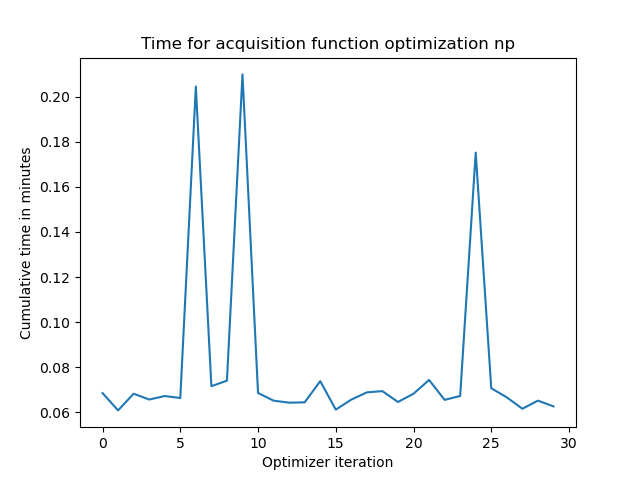 Time for acquisition function optimization np
Cumulative time in minutes
0.20
0.18
0.16
0.14
0.12
0.10
0.08
0.06
0 5 10 15 20 25 30
Optimizer iteration